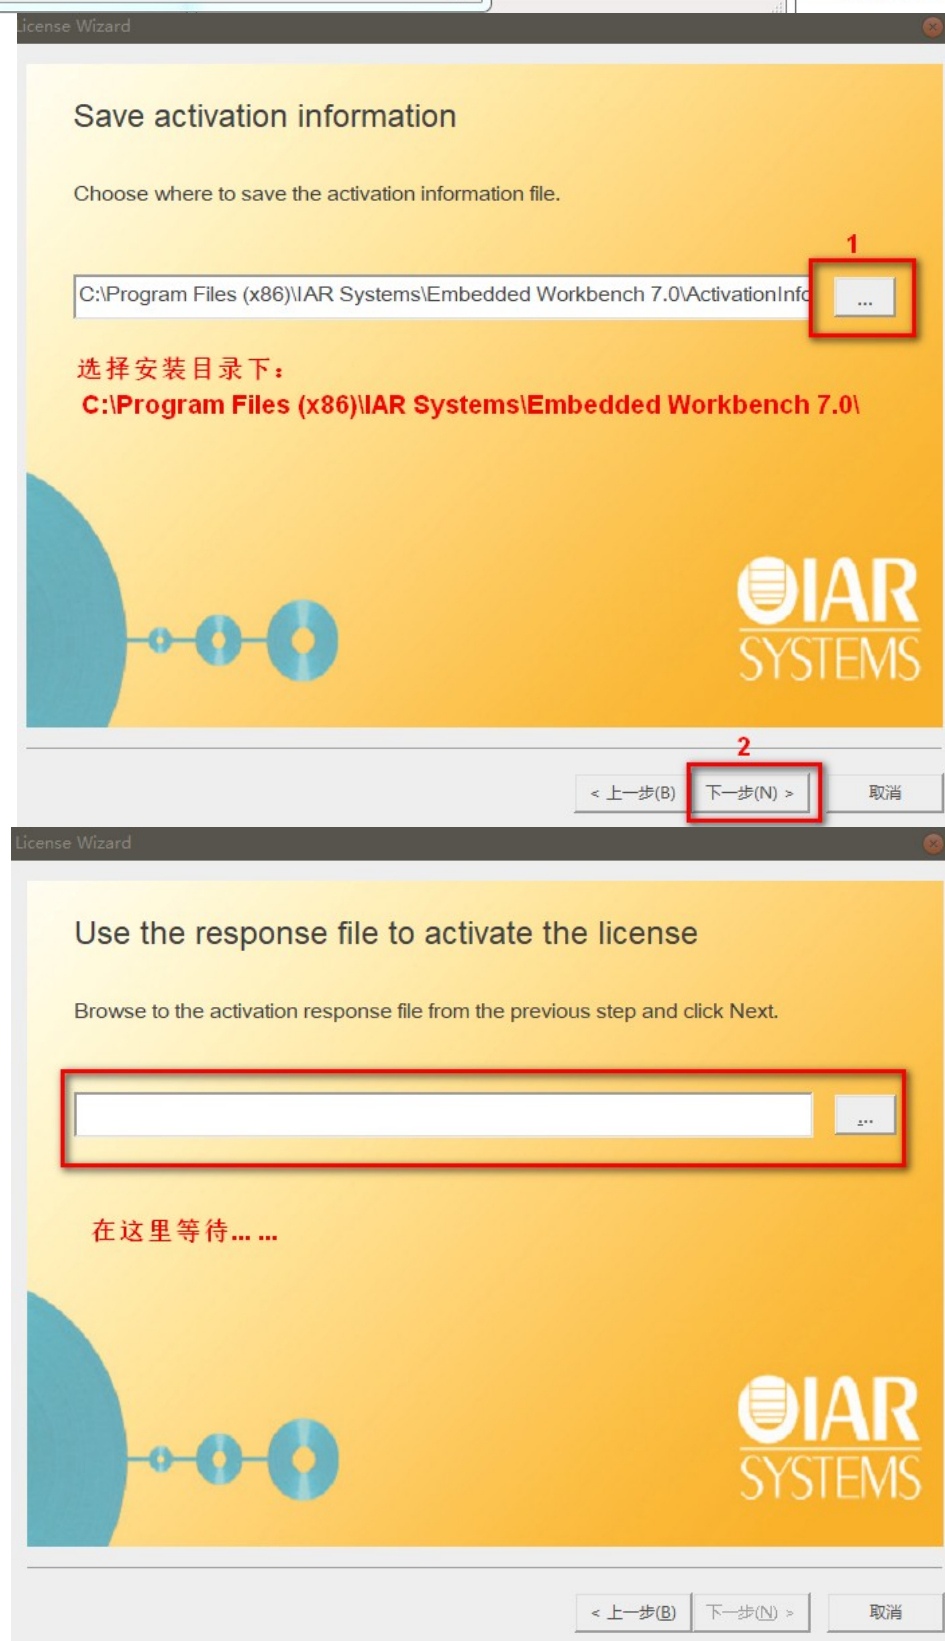 License Wizard
Save activation information
Choose where to save the activation information file.
1
C:\Program Files (x86)\IAR Systems\Embedded Workbench 7.0\ActivationInfo
...
选择安装目录下：
C:\Program Files (x86)\IAR Systems\Embedded Workbench 7.0\
IAR
SYSTEMS
2
< 上一步(B)
下一步(N) >
取消
License Wizard
Use the response file to activate the license
Browse to the activation response file from the previous step and click Next.
...
在这里等待... ...
IAR
SYSTEMS
< 上一步(B)
下一步(N) >
取消